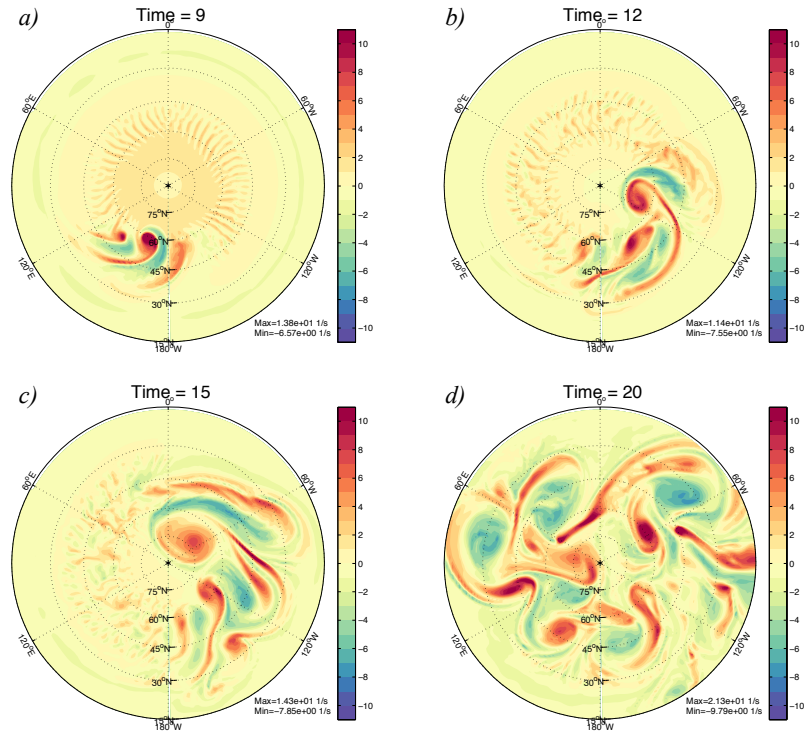 a)
Time = 9
0°
60°E
60°W
120°E
120°W
75°N
60°N
45°N
30°N
15°N
180°W
Max=1.38e+01 1/s
Min=−6.57e+00 1/s
10
8
6
4
2
0
−2
−4
−6
−8
−10
b)
Time = 12
0°
60°E
60°W
120°E
120°W
75°N
60°N
45°N
30°N
15°N
180°W
Max=1.14e+01 1/s
Min=−7.55e+00 1/s
10
8
6
4
2
0
−2
−4
−6
−8
−10
c)
Time = 15
0°
60°E
60°W
120°E
120°W
75°N
60°N
45°N
30°N
15°N
180°W
Max=1.43e+01 1/s
Min=−7.85e+00 1/s
10
8
6
4
2
0
−2
−4
−6
−8
−10
d)
Time = 20
0°
60°E
60°W
120°E
120°W
75°N
60°N
45°N
30°N
15°N
180°W
Max=2.13e+01 1/s
Min=−9.79e+00 1/s
10
8
6
4
2
0
−2
−4
−6
−8
−10